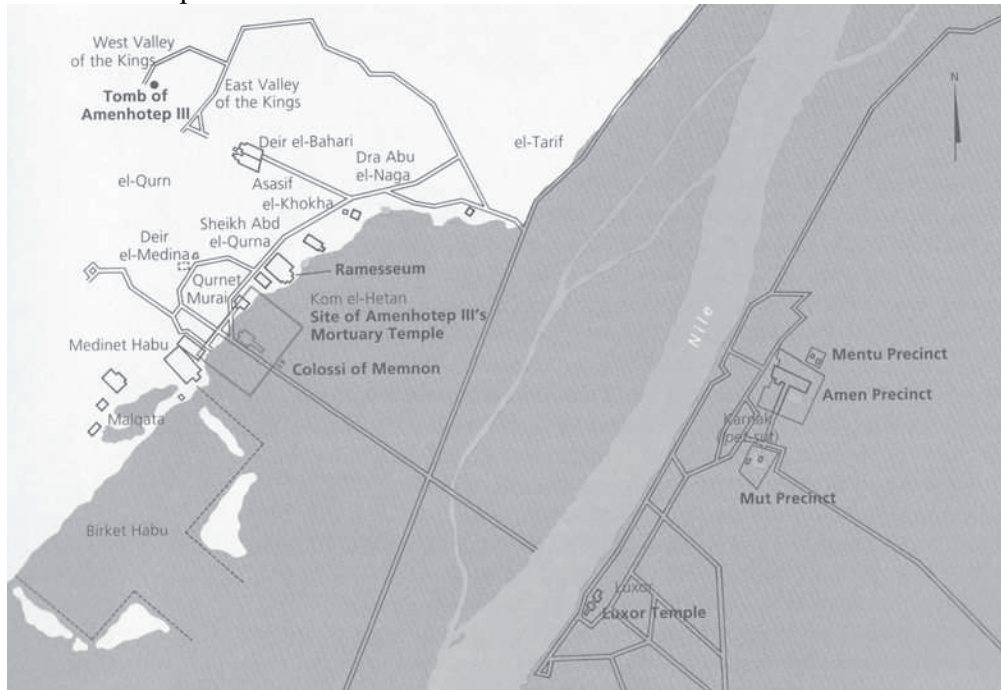 West Valley
of the Kings
Tomb of
Amenhotep III
East Valley
of the Kings
N
Deir el-Bahari
el-Tarif
Dra Abu
el-Naga
el-Qurn
Asasif
el-Khokha
Sheikh Abd
el-Qurna
Deir
el-Medina
Ramesseum
Qurnet
Murai
Kom el-Hetan
Site of Amenhotep III's
Mortuary Temple
Nile
Medinet Habu
Colossi of Memnon
Mentu Precinct
Amen Precinct
Malqata
Karnak
Mut Precinct
Birket Habu
Luxor
Luxor Temple